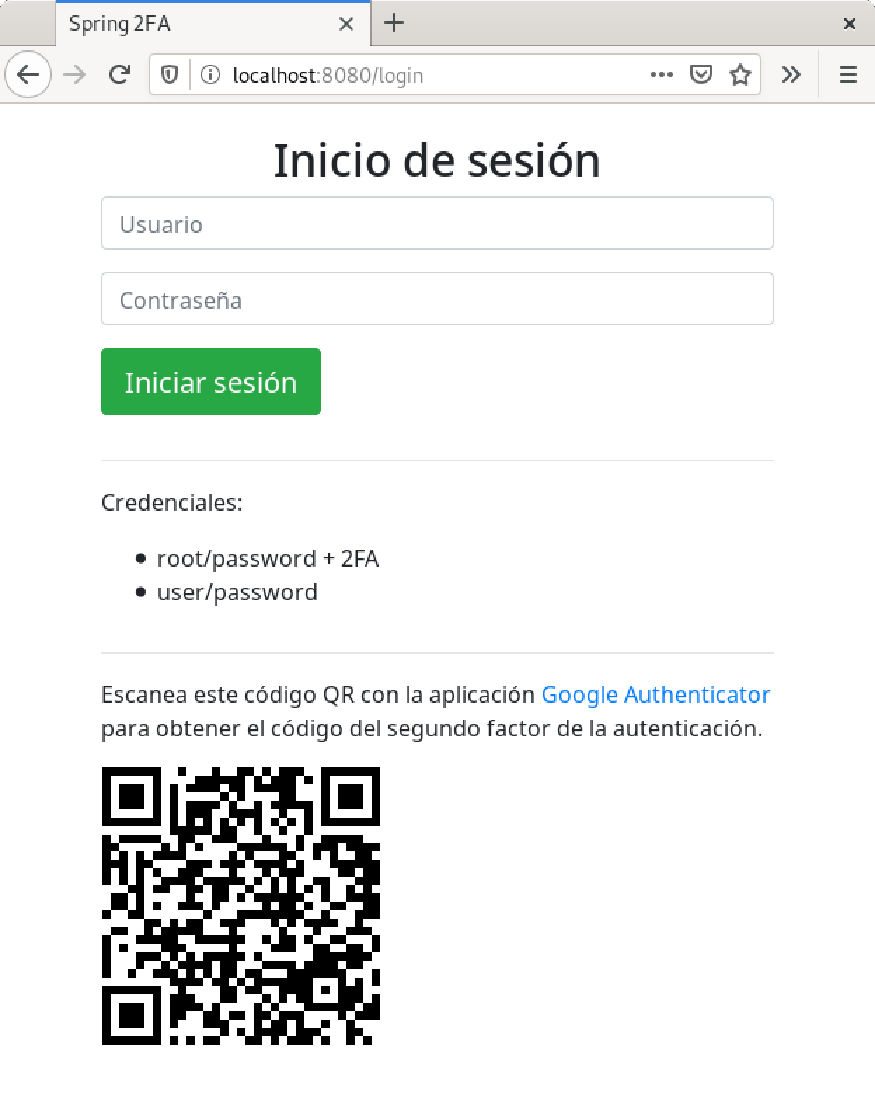 Spring 2FA
localhost:8080/login
Inicio de sesión
Usuario
Contraseña
Iniciar sesión
Credenciales:
root/password + 2FA
user/password
Escanea este código QR con la aplicación Google Authenticator
para obtener el código del segundo factor de la autenticación.